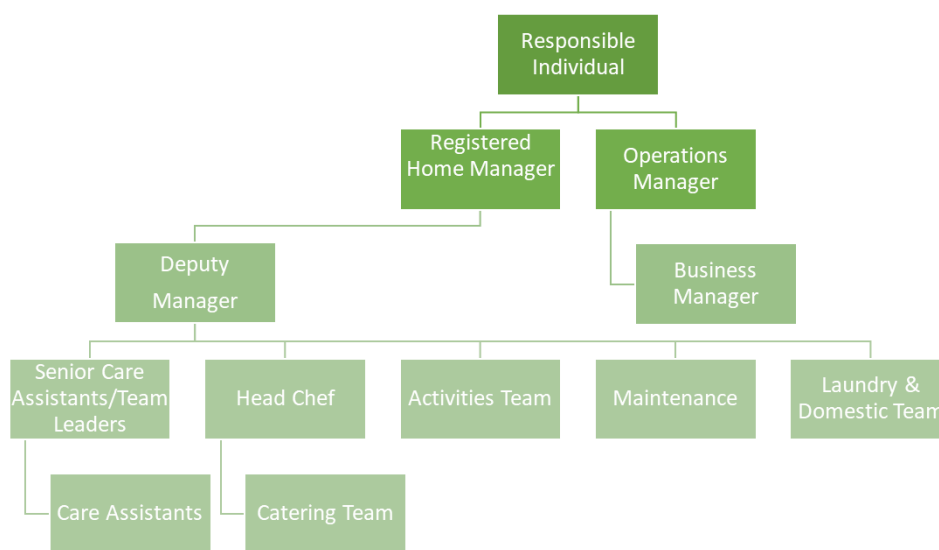 Responsible
Individual
Registered
Home Manager
Operations
Manager
Deputy
Manager
Business
Manager
Senior Care
Assistants/Team
Leaders
Head Chef
Activities Team
Maintenance
Laundry &
Domestic Team
Care Assistants
Catering Team